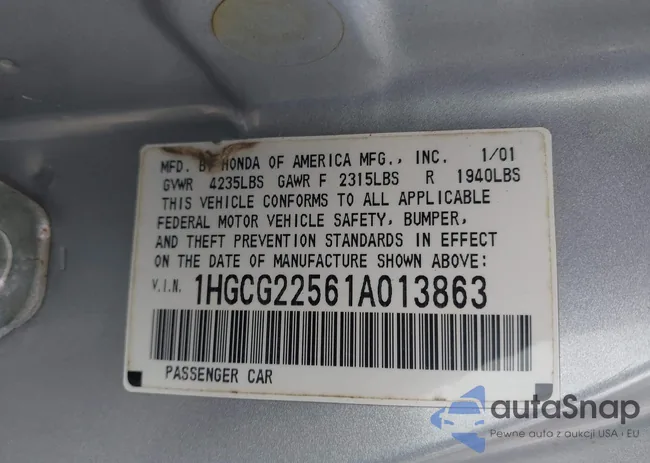 MFD. BY HONDA OF AMERICA MFG., INC. 1/01
GVWR 4235LBS GAWR F 2315LBS R 1940LBS
THIS VEHICLE CONFORMS TO ALL APPLICABLE
FEDERAL MOTOR VEHICLE SAFETY, BUMPER,
AND THEFT PREVENTION STANDARDS IN EFFECT
ON THE DATE OF MANUFACTURE SHOWN ABOVE:
V.I.N. 1HGCG22561A013863
PASSENGER CAR
autaSnap
Pewne auto z aukcji USA i EU